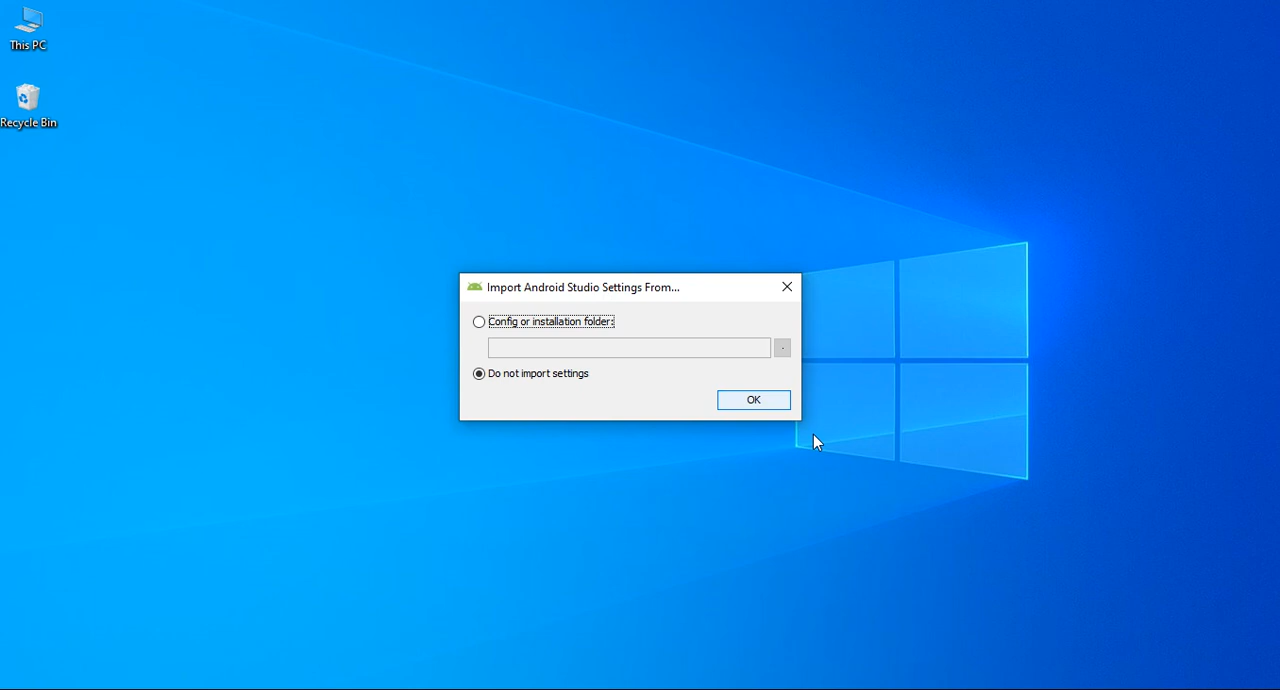 This PC
Recycle Bin
Import Android Studio Settings From...
Config or installation folder:
Do not import settings
OK